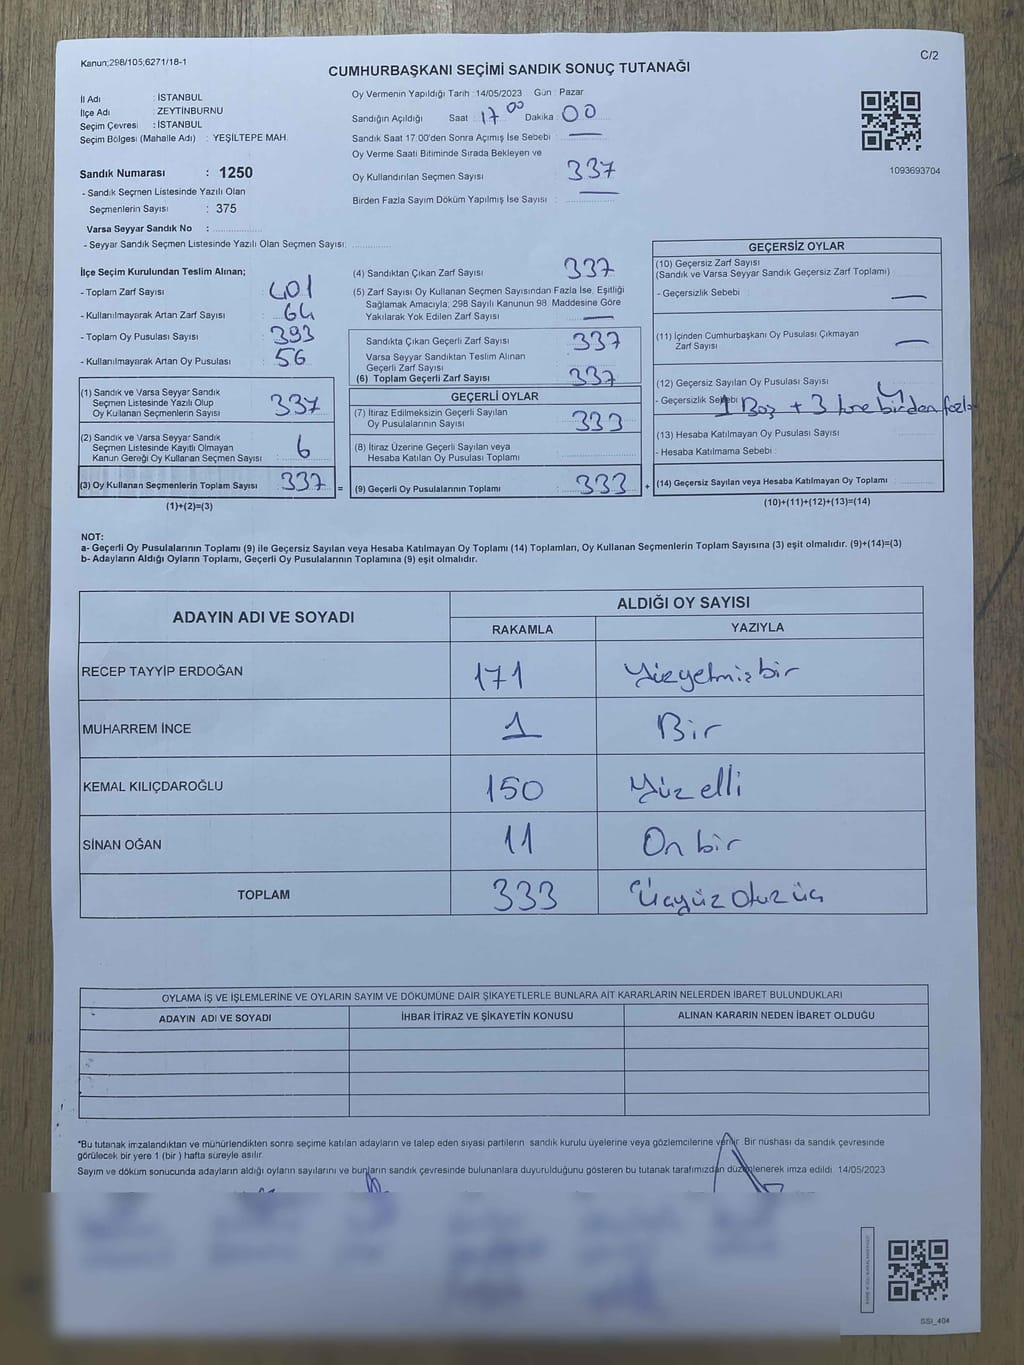 Kanun;298/105;6271/18-1
C/2
CUMHURBAŞKANI SEÇİMİ SANDIK SONUÇ TUTANAĞI
İl Adı : İSTANBUL
İlçe Adı : ZEYTİNBURNU
Seçim Çevresi : İSTANBUL
Seçim Bölgesi (Mahalle Adı) : YEŞİLTEPE MAH.
Sandık Numarası : 1250
- Sandık Seçmen Listesinde Yazılı Olan
Seçmenlerin Sayısı : 375
Varsa Seyyar Sandık No :
- Seyyar Sandık Seçmen Listesinde Yazılı Olan Seçmen Sayısı:
Oy Vermenin Yapıldığı Tarih : 14/05/2023 Gün : Pazar
Sandığın Açıldığı Saat : 17 00 Dakika : 00
Sandık Saat 17:00'den Sonra Açımış İse Sebebi : —
Oy Verme Saati Bitiminde Sırada Bekleyen ve
Oy Kullandırılan Seçmen Sayısı : 337
Birden Fazla Sayım Döküm Yapılmış İse Sayısı : —
1093693704
İlçe Seçim Kurulundan Teslim Alınan;
- Toplam Zarf Sayısı : 401
- Kullanılmayarak Artan Zarf Sayısı : 64
- Toplam Oy Pusulası Sayısı : 393
- Kullanılmayarak Artan Oy Pusulası : 56
(1) Sandık ve Varsa Seyyar Sandık
Seçmen Listesinde Yazılı Olup
Oy Kullanan Seçmenlerin Sayısı : 337
(2) Sandık ve Varsa Seyyar Sandık
Seçmen Listesinde Kayıtlı Olmayan
Kanun Gereği Oy Kullanan Seçmen Sayısı : 6
(3) Oy Kullanan Seçmenlerin Toplam Sayısı : 337 =
(1)+(2)=(3)
(4) Sandıktan Çıkan Zarf Sayısı : 337
(5) Zarf Sayısı Oy Kullanan Seçmen Sayısından Fazla İse, Eşitliği
Sağlamak Amacıyla, 298 Sayılı Kanunun 98. Maddesine Göre
Yakılarak Yok Edilen Zarf Sayısı : —
Sandıkta Çıkan Geçerli Zarf Sayısı : 337
Varsa Seyyar Sandıktan Teslim Alınan
Geçerli Zarf Sayısı
(6) Toplam Geçerli Zarf Sayısı : 337
GEÇERLİ OYLAR
(7) İtiraz Edilmeksizin Geçerli Sayılan
Oy Pusulalarının Sayısı : 333
(8) İtiraz Üzerine Geçerli Sayılan veya
Hesaba Katılan Oy Pusulası Toplamı :
(9) Geçerli Oy Pusulalarının Toplamı : 333 +
GEÇERSİZ OYLAR
(10) Geçersiz Zarf Sayısı
(Sandık ve Varsa Seyyar Sandık Geçersiz Zarf Toplamı)
- Geçersizlik Sebebi : —
(11) İçinden Cumhurbaşkanı Oy Pusulası Çıkmayan
Zarf Sayısı : —
(12) Geçersiz Sayılan Oy Pusulası Sayısı : 4
- Geçersizlik Sebebi : 1 Boş + 3 birden fazla
(13) Hesaba Katılmayan Oy Pusulası Sayısı :
- Hesaba Katılmama Sebebi :
(14) Geçersiz Sayılan veya Hesaba Katılmayan Oy Toplamı :
(10)+(11)+(12)+(13)=(14)
NOT:
a- Geçerli Oy Pusulalarının Toplamı (9) ile Geçersiz Sayılan veya Hesaba Katılmayan Oy Toplamı (14) Toplamları, Oy Kullanan Seçmenlerin Toplam Sayısına (3) eşit olmalıdır. (9)+(14)=(3)
b- Adayların Aldığı Oyların Toplamı, Geçerli Oy Pusulalarının Toplamına (9) eşit olmalıdır.
ADAYIN ADI VE SOYADI
ALDIĞI OY SAYISI
RAKAMLA YAZIYLA
RECEP TAYYİP ERDOĞAN 171 Yüzyetmişbir
MUHARREM İNCE 1 Bir
KEMAL KILIÇDAROĞLU 150 Yüz elli
SİNAN OĞAN 11 On bir
TOPLAM 333 Üçyüz otuz üç
OYLAMA İŞ VE İŞLEMLERİNE VE OYLARIN SAYIM VE DÖKÜMÜNE DAİR ŞİKAYETLERLE BUNLARA AİT KARARLARIN NELERDEN İBARET BULUNDUKLARI
ADAYIN ADI VE SOYADI İHBAR İTİRAZ VE ŞİKAYETİN KONUSU ALINAN KARARIN NEDEN İBARET OLDUĞU
*Bu tutanak imzalandıktan ve mühürlendikten sonra seçime katılan adayların ve talep eden siyasi partilerin sandık kurulu üyelerine veya gözlemcilerine verilir. Bir nüshası da sandık çevresinde
görülecek bir yere 1 (bir) hafta süreyle asılır.
Sayım ve döküm sonucunda adayların aldığı oyların sayılarını ve bunların sandık çevresinde bulunanlara duyurulduğunu gösteren bu tutanak tarafımızdan düzenlenerek imza edildi. 14/05/2023
SSI_404